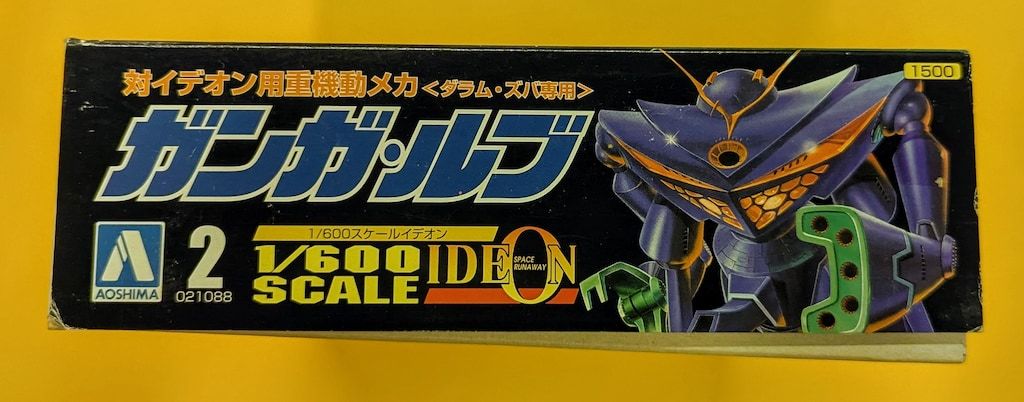 対イデオン用重機動メカ<ダラム・ズバ専用>
1500
ガンガ・ルブ
AOSHIMA
2
021088
1/600スケールイデオン
1/600
SCALE
IDEON
SPACE
RUNAWAY